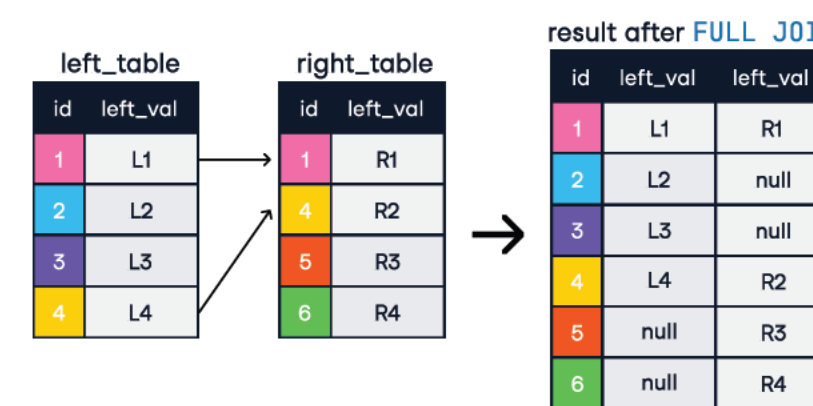 left_table
id left_val
1 L1
2 L2
3 L3
4 L4
right_table
id left_val
1 R1
4 R2
5 R3
6 R4
result after FULL JOI
id left_val left_val
1 L1 R1
2 L2 null
3 L3 null
4 L4 R2
5 null R3
6 null R4